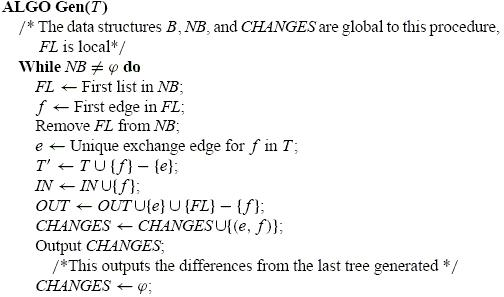 ALGO Gen(T)
/* The data structures B, NB, and CHANGES are global to this procedure,
FL is local*/
While NB ≠ φ do
FL ← First list in NB;
f ← First edge in FL;
Remove FL from NB;
e ← Unique exchange edge for f in T;
T′ ← T ∪ {f} − {e};
IN ← IN ∪{f};
OUT ← OUT ∪{e} ∪ {FL} − {f};
CHANGES ← CHANGES∪{(e, f)};
Output CHANGES;
/*This outputs the differences from the last tree generated */
CHANGES ← φ;